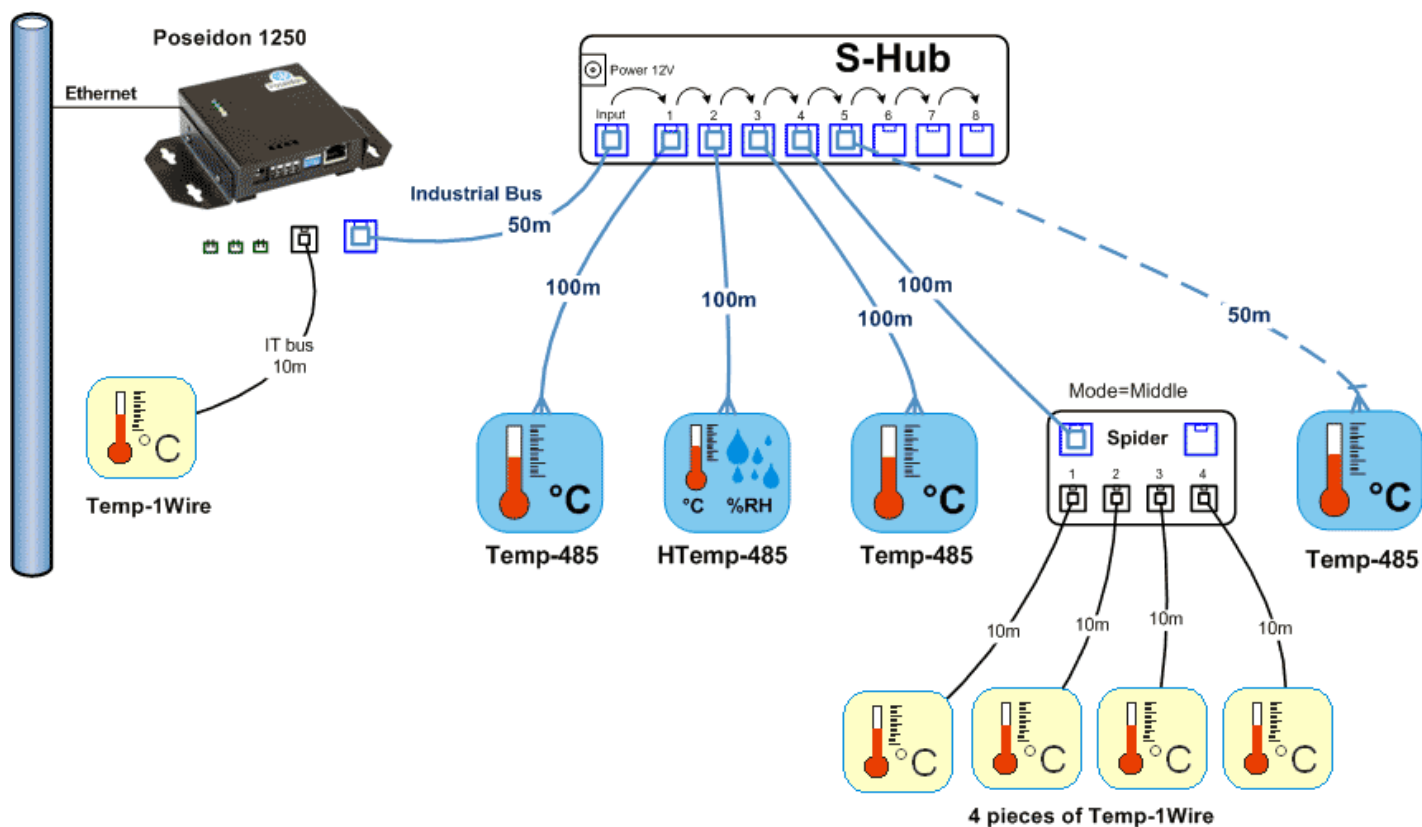 Poseidon 1250
Ethernet
Poseidon
S-Hub
Power 12V
Input 1 2 3 4 5 6 7 8
Industrial Bus
50m
100m
100m
100m
100m
50m
IT bus
10m
°C
Temp-1Wire
°C
Temp-485
°C %RH
HTemp-485
°C
Temp-485
Mode=Middle
Spider
1 2 3 4
°C
Temp-485
10m
10m
10m
10m
°C
°C
°C
°C
4 pieces of Temp-1Wire